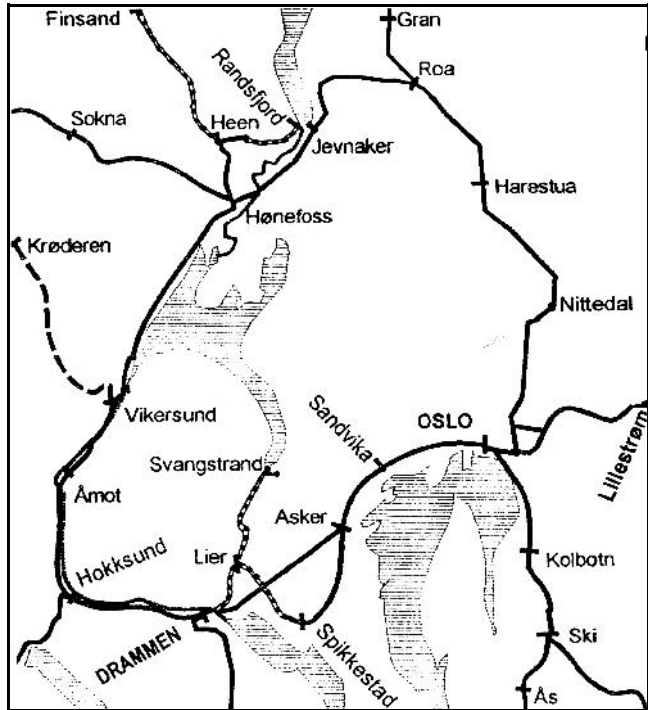 Finsand
Gran
Randsfjord
Roa
Sokna
Heen
Jevnaker
Harestua
Hønefoss
Krøderen
Nittedal
Vikersund
Sandvika
OSLO
Lillestrøm
Svangstrand
Åmot
Asker
Hokksund
Lier
Kolbotn
DRAMMEN
Spikkestad
Ski
Ås